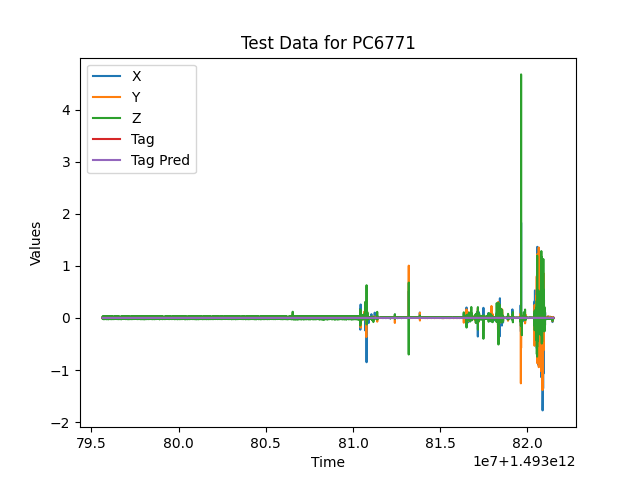 Test Data for PC6771
X
Y
Z
Tag
Tag Pred
4
3
2
1
0
−1
−2
Values
79.5 80.0 80.5 81.0 81.5 82.0
Time
1e7+1.493e12